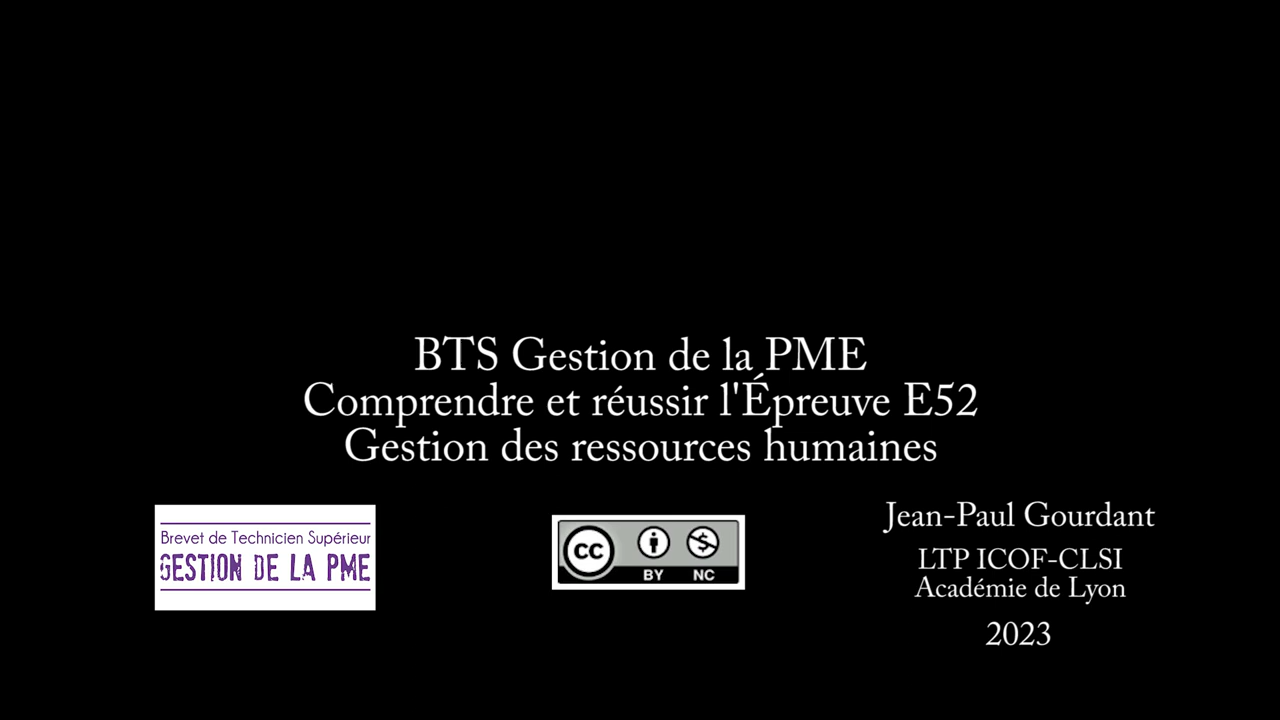 BTS Gestion de la PME
Comprendre et réussir l'Épreuve E52
Gestion des ressources humaines
Brevet de Technicien Supérieur
GESTION DE LA PME
CC
BY NC
Jean-Paul Gourdant
LTP ICOF-CLSI
Académie de Lyon
2023